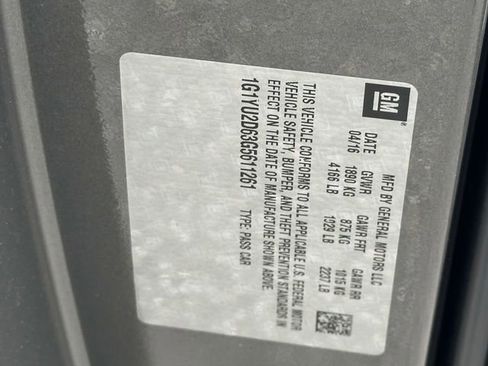 GM
MFD BY GENERAL MOTORS LLC
DATE GVWR GAWR FRT GAWR RR
04/16 1890 KG 875 KG 1015 KG
4166 LB 1929 LB 2237 LB
THIS VEHICLE CONFORMS TO ALL APPLICABLE U.S. FEDERAL MOTOR
VEHICLE SAFETY, BUMPER, AND THEFT PREVENTION STANDARDS IN
EFFECT ON THE DATE OF MANUFACTURE SHOWN ABOVE.
1G1YU2D63G5611261 TYPE: PASS CAR